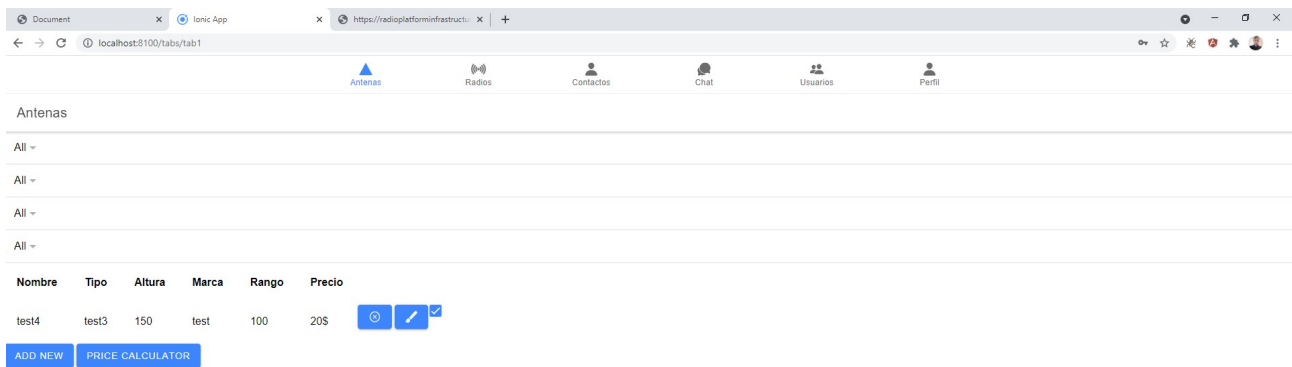 Document Ionic App https://radioplatforminfrastructu
localhost:8100/tabs/tab1
Antenas Radios Contactos Chat Usuarios Perfil
Antenas
All
All
All
All
Nombre Tipo Altura Marca Rango Precio
test4 test3 150 test 100 20$
ADD NEW PRICE CALCULATOR